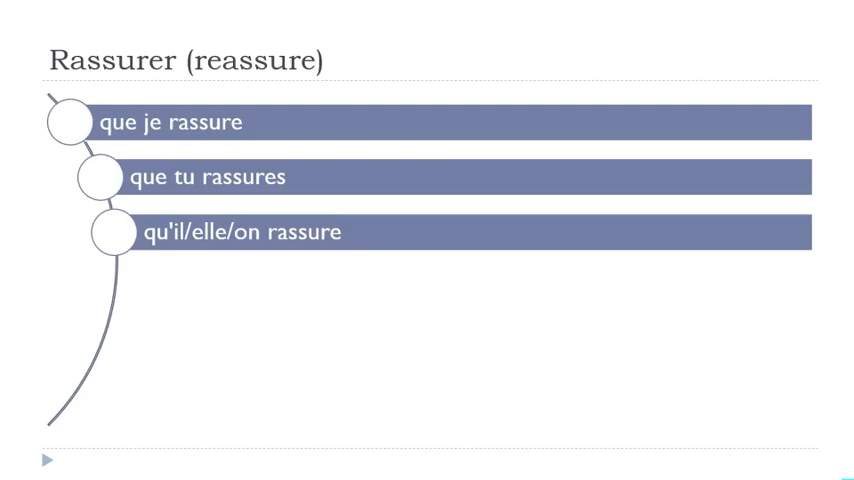 Rassurer (reassure)
que je rassure
que tu rassures
qu'il/elle/on rassure